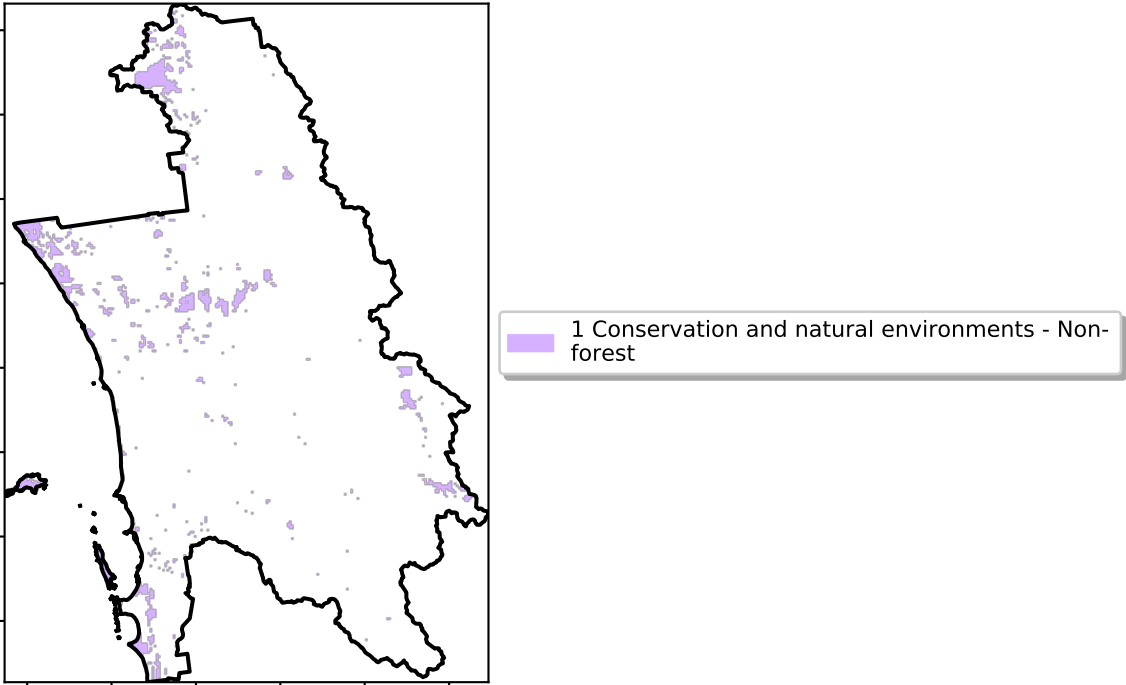 1 Conservation and natural environments - Non-
forest